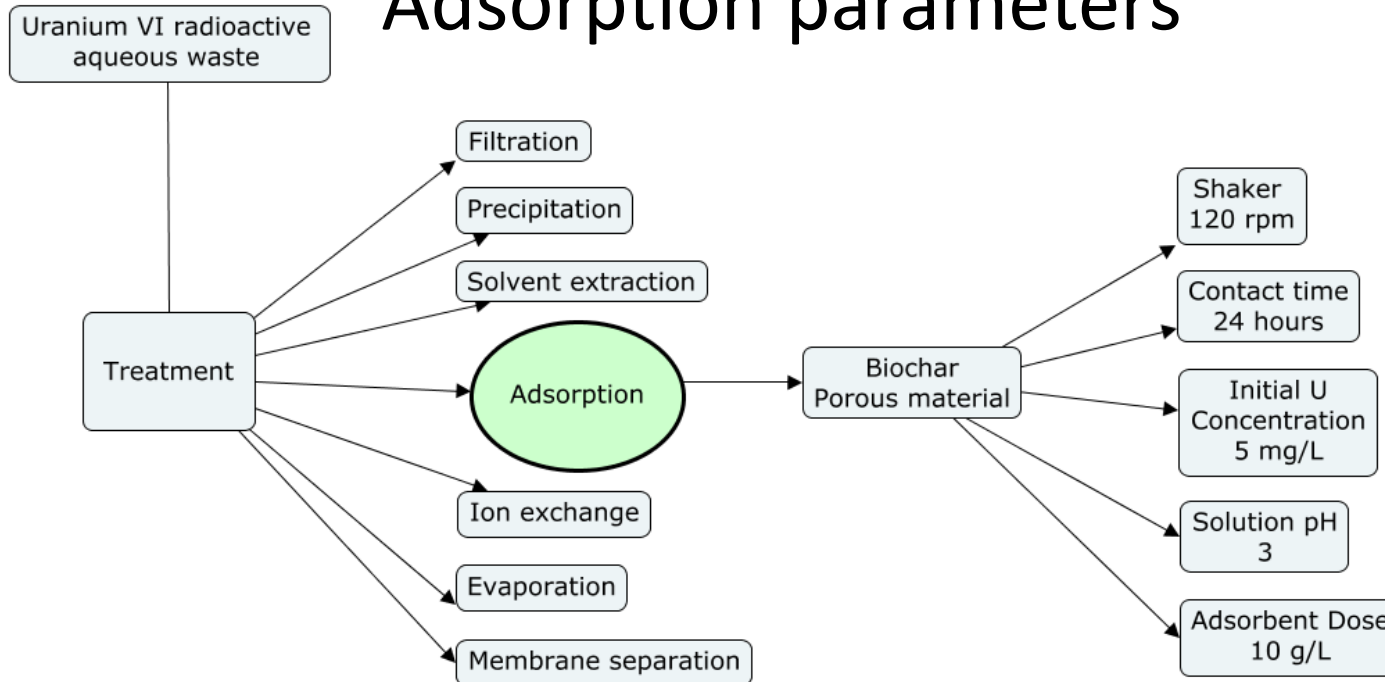 Adsorption parameters
Uranium VI radioactive
aqueous waste
Treatment
Filtration
Precipitation
Solvent extraction
Adsorption
Ion exchange
Evaporation
Membrane separation
Biochar
Porous material
Shaker
120 rpm
Contact time
24 hours
Initial U
Concentration
5 mg/L
Solution pH
3
Adsorbent Dose
10 g/L